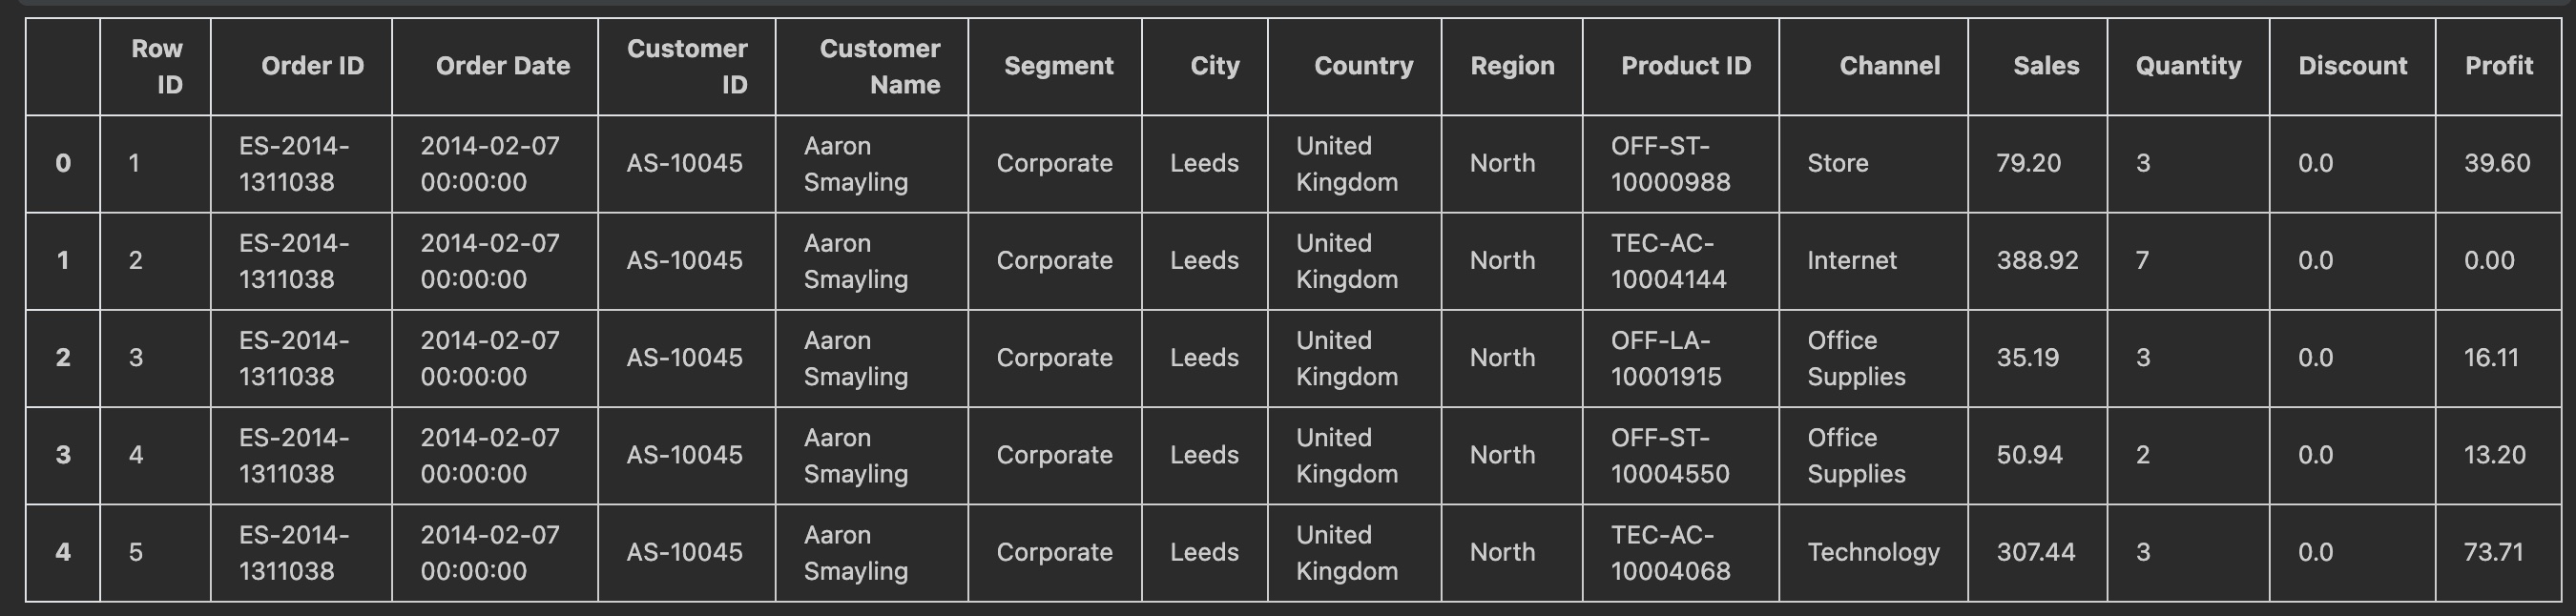 Row ID Order ID Order Date Customer ID Customer Name Segment City Country Region Product ID Channel Sales Quantity Discount Profit
0 1 ES-2014-1311038 2014-02-07 00:00:00 AS-10045 Aaron Smayling Corporate Leeds United Kingdom North OFF-ST-10000988 Store 79.20 3 0.0 39.60
1 2 ES-2014-1311038 2014-02-07 00:00:00 AS-10045 Aaron Smayling Corporate Leeds United Kingdom North TEC-AC-10004144 Internet 388.92 7 0.0 0.00
2 3 ES-2014-1311038 2014-02-07 00:00:00 AS-10045 Aaron Smayling Corporate Leeds United Kingdom North OFF-LA-10001915 Office Supplies 35.19 3 0.0 16.11
3 4 ES-2014-1311038 2014-02-07 00:00:00 AS-10045 Aaron Smayling Corporate Leeds United Kingdom North OFF-ST-10004550 Office Supplies 50.94 2 0.0 13.20
4 5 ES-2014-1311038 2014-02-07 00:00:00 AS-10045 Aaron Smayling Corporate Leeds United Kingdom North TEC-AC-10004068 Technology 307.44 3 0.0 73.71